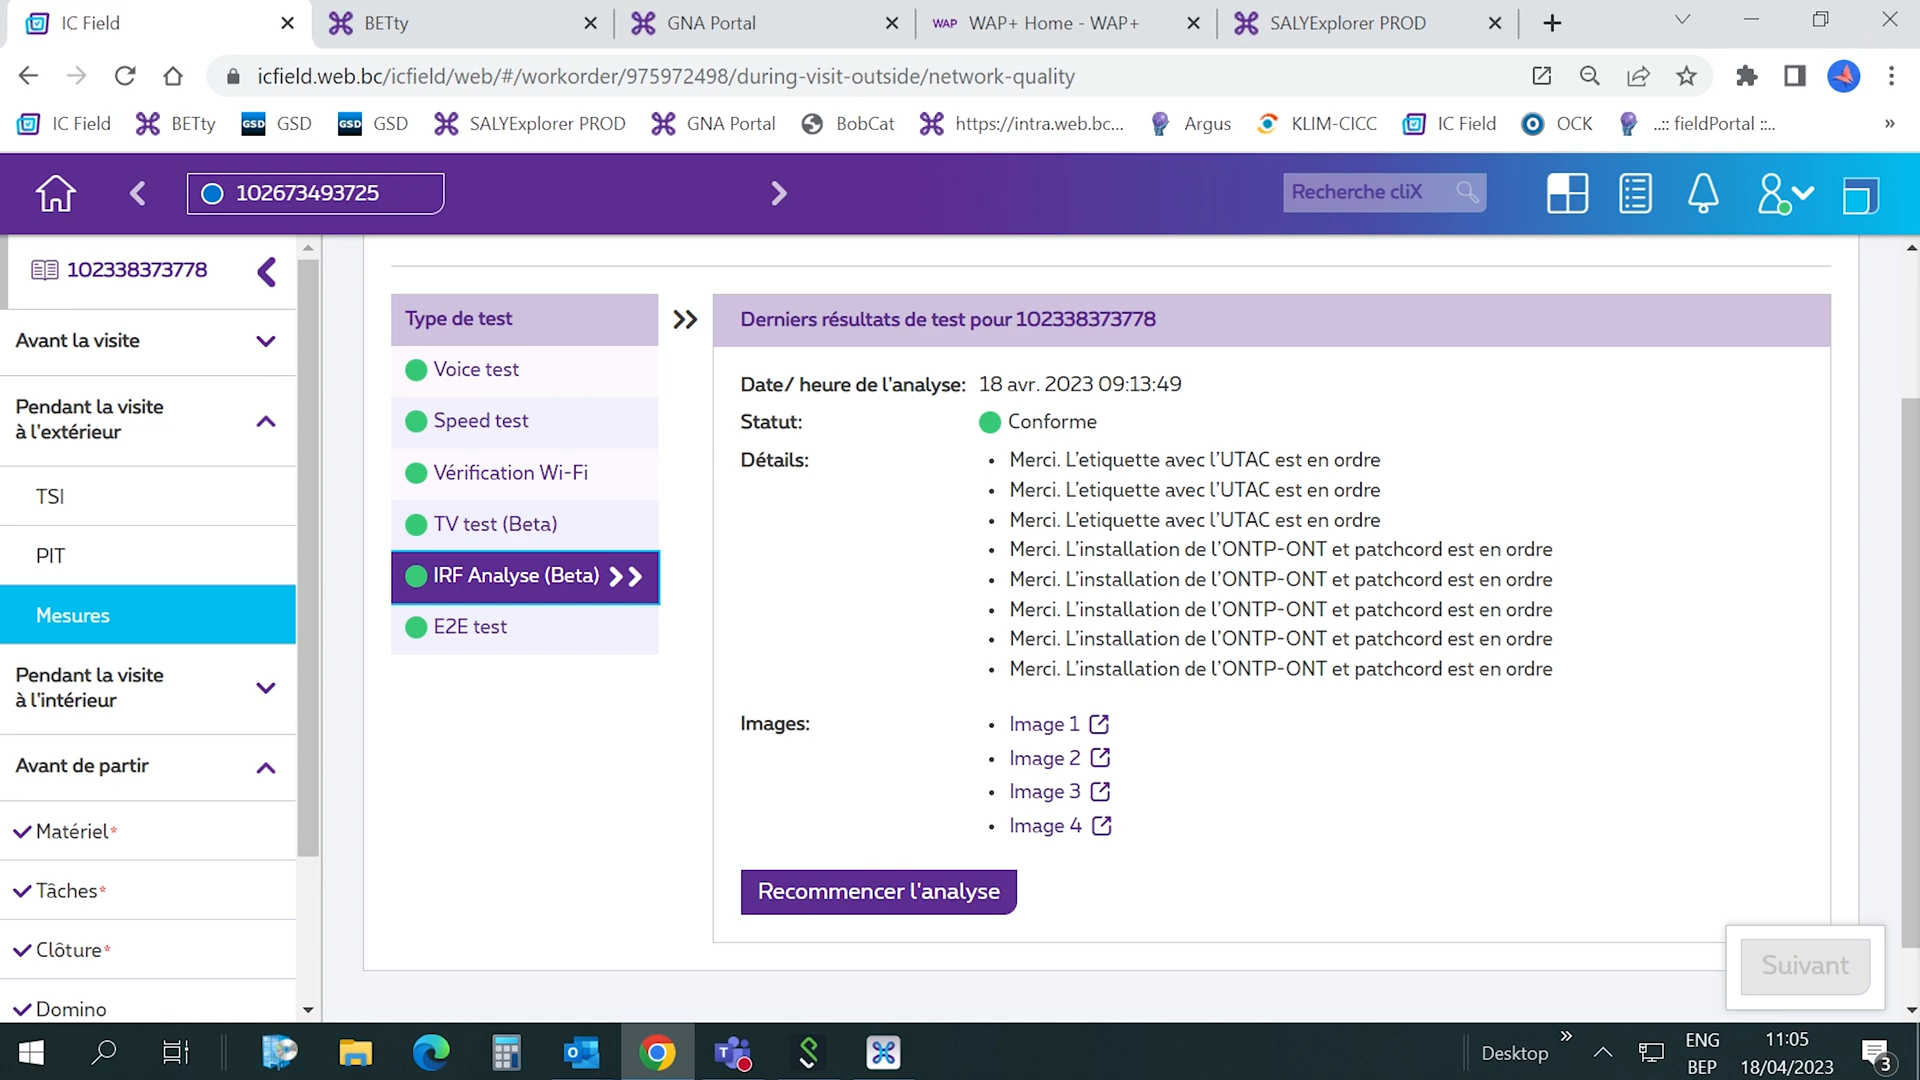 IC Field
BETty
GNA Portal
WAP WAP+ Home - WAP+
SALYExplorer PROD
icfield.web.bc/icfield/web/#/workorder/975972498/during-visit-outside/network-quality
IC Field
BETty
GSD GSD
GSD GSD
SALYExplorer PROD
GNA Portal
BobCat
https://intra.web.bc...
Argus
KLIM-CICC
IC Field
OCK
..:: fieldPortal ::..
»
102673493725
Recherche cliX
102338373778
Avant la visite
Pendant la visite
à l'extérieur
TSI
PIT
Mesures
Pendant la visite
à l'intérieur
Avant de partir
Matériel*
Tâches*
Clôture*
Domino
Type de test
Voice test
Speed test
Vérification Wi-Fi
TV test (Beta)
IRF Analyse (Beta)
E2E test
Derniers résultats de test pour 102338373778
Date/ heure de l'analyse: 18 avr. 2023 09:13:49
Statut: Conforme
Détails:
• Merci. L'etiquette avec l'UTAC est en ordre
• Merci. L'etiquette avec l'UTAC est en ordre
• Merci. L'etiquette avec l'UTAC est en ordre
• Merci. L'installation de l'ONTP-ONT et patchcord est en ordre
• Merci. L'installation de l'ONTP-ONT et patchcord est en ordre
• Merci. L'installation de l'ONTP-ONT et patchcord est en ordre
• Merci. L'installation de l'ONTP-ONT et patchcord est en ordre
• Merci. L'installation de l'ONTP-ONT et patchcord est en ordre
Images:
• Image 1
• Image 2
• Image 3
• Image 4
Recommencer l'analyse
Suivant
Desktop
»
ENG
BEP
11:05
18/04/2023
3